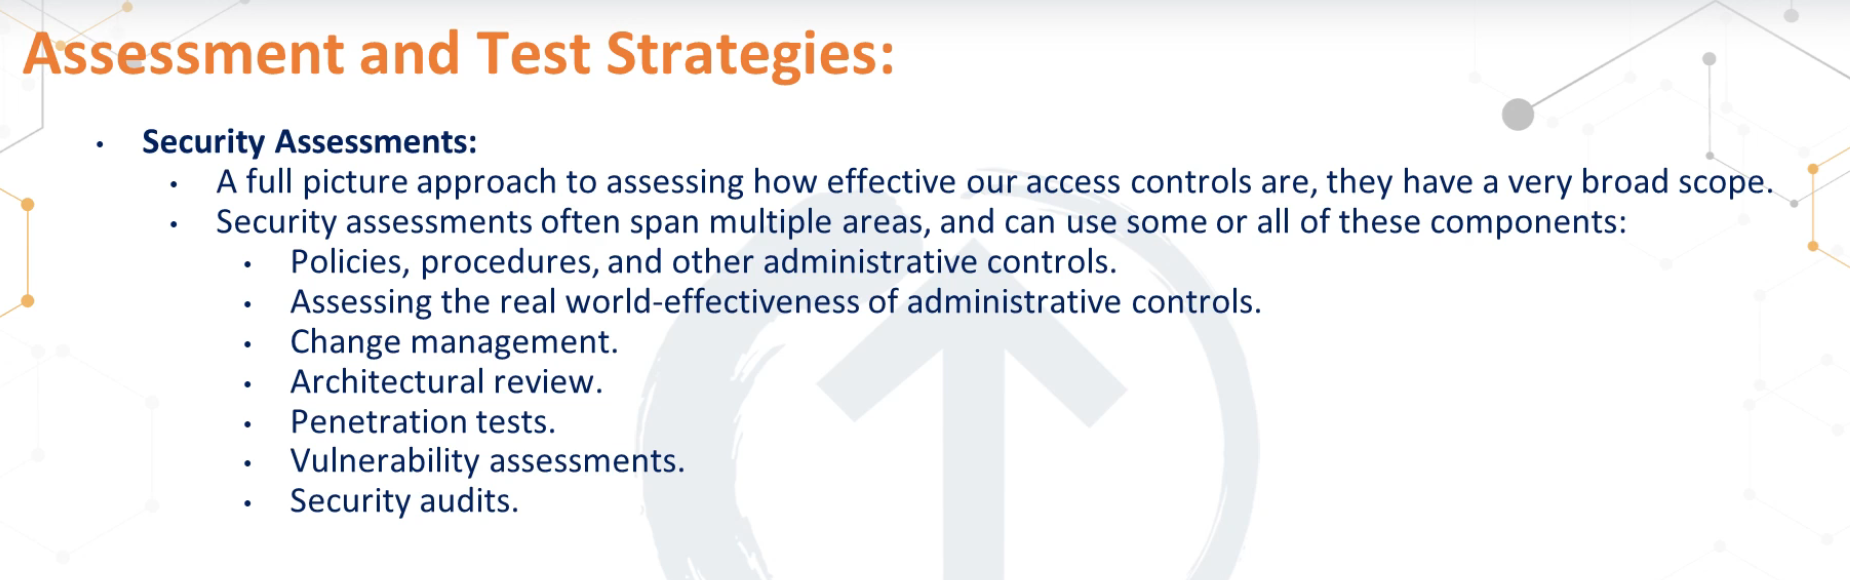 Assessment and Test Strategies:
• Security Assessments:
• A full picture approach to assessing how effective our access controls are, they have a very broad scope.
• Security assessments often span multiple areas, and can use some or all of these components:
• Policies, procedures, and other administrative controls.
• Assessing the real world-effectiveness of administrative controls.
• Change management.
• Architectural review.
• Penetration tests.
• Vulnerability assessments.
• Security audits.